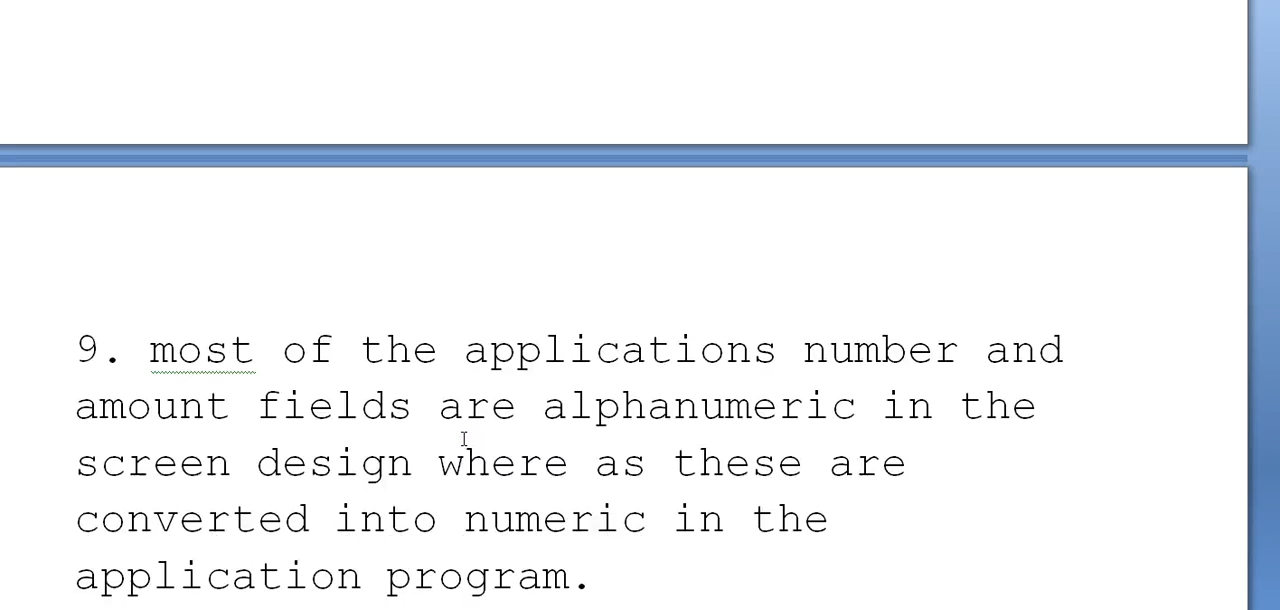 9. most of the applications number and
amount fields are alphanumeric in the
screen design where as these are
converted into numeric in the
application program.